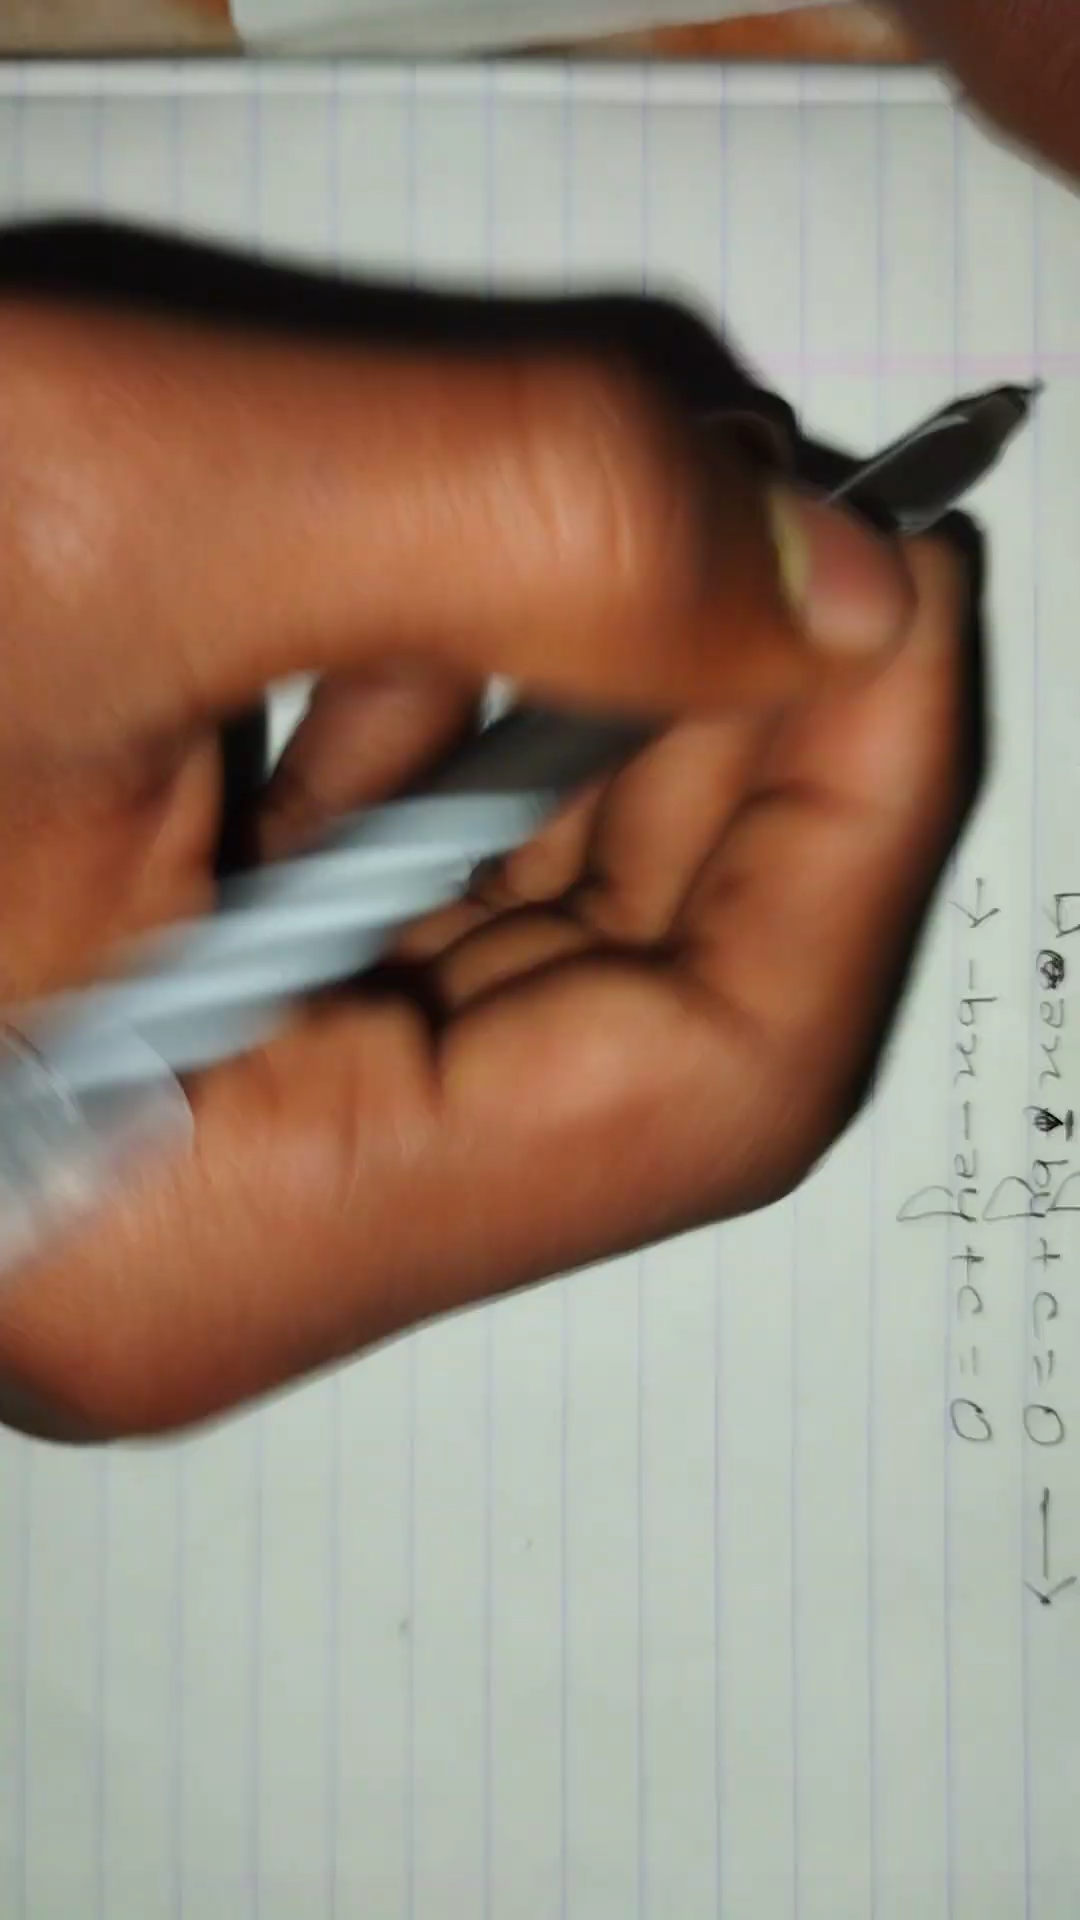 ax by + c = 0 →
-bx - ay + c = 0